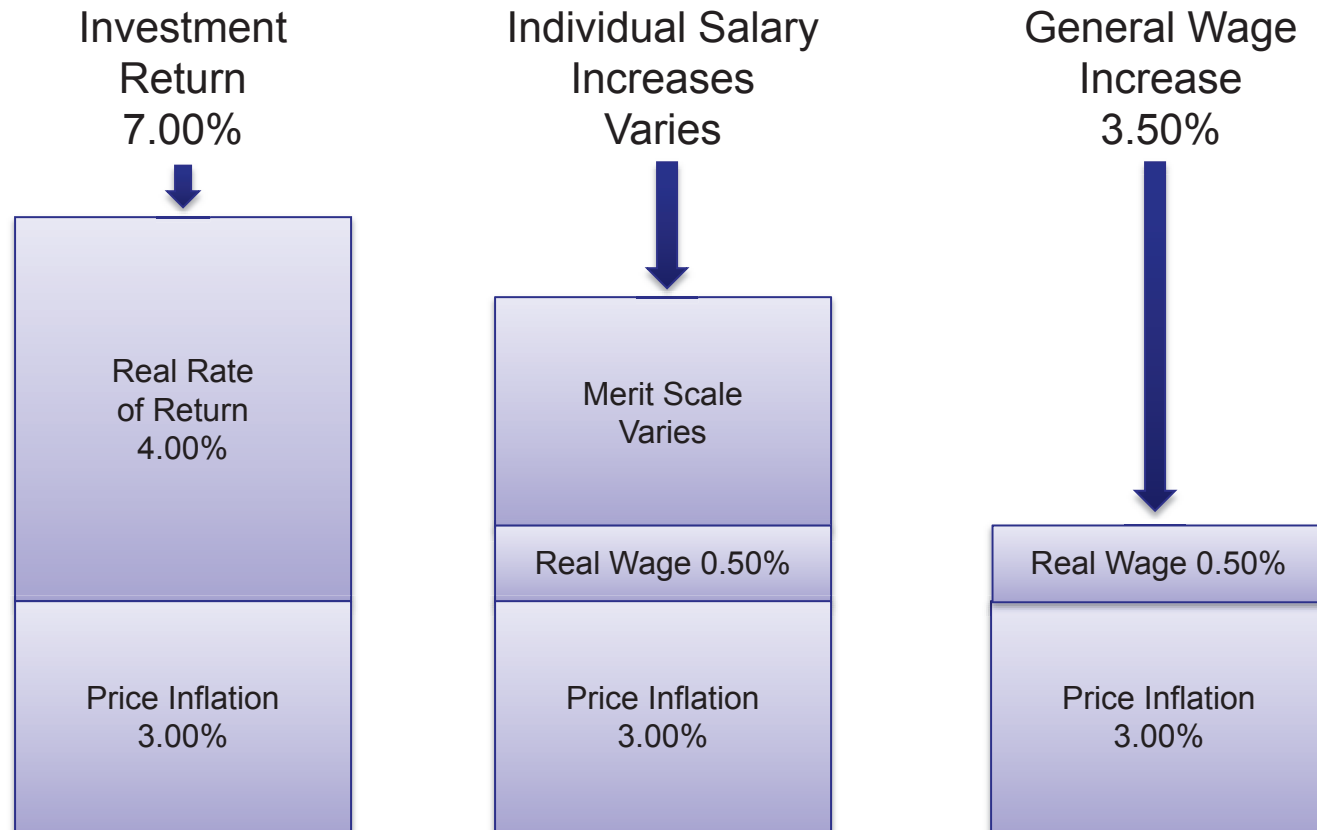 Investment
Return
7.00%
Real Rate
of Return
4.00%
Price Inflation
3.00%
Individual Salary
Increases
Varies
Merit Scale
Varies
Real Wage 0.50%
Price Inflation
3.00%
General Wage
Increase
3.50%
Real Wage 0.50%
Price Inflation
3.00%